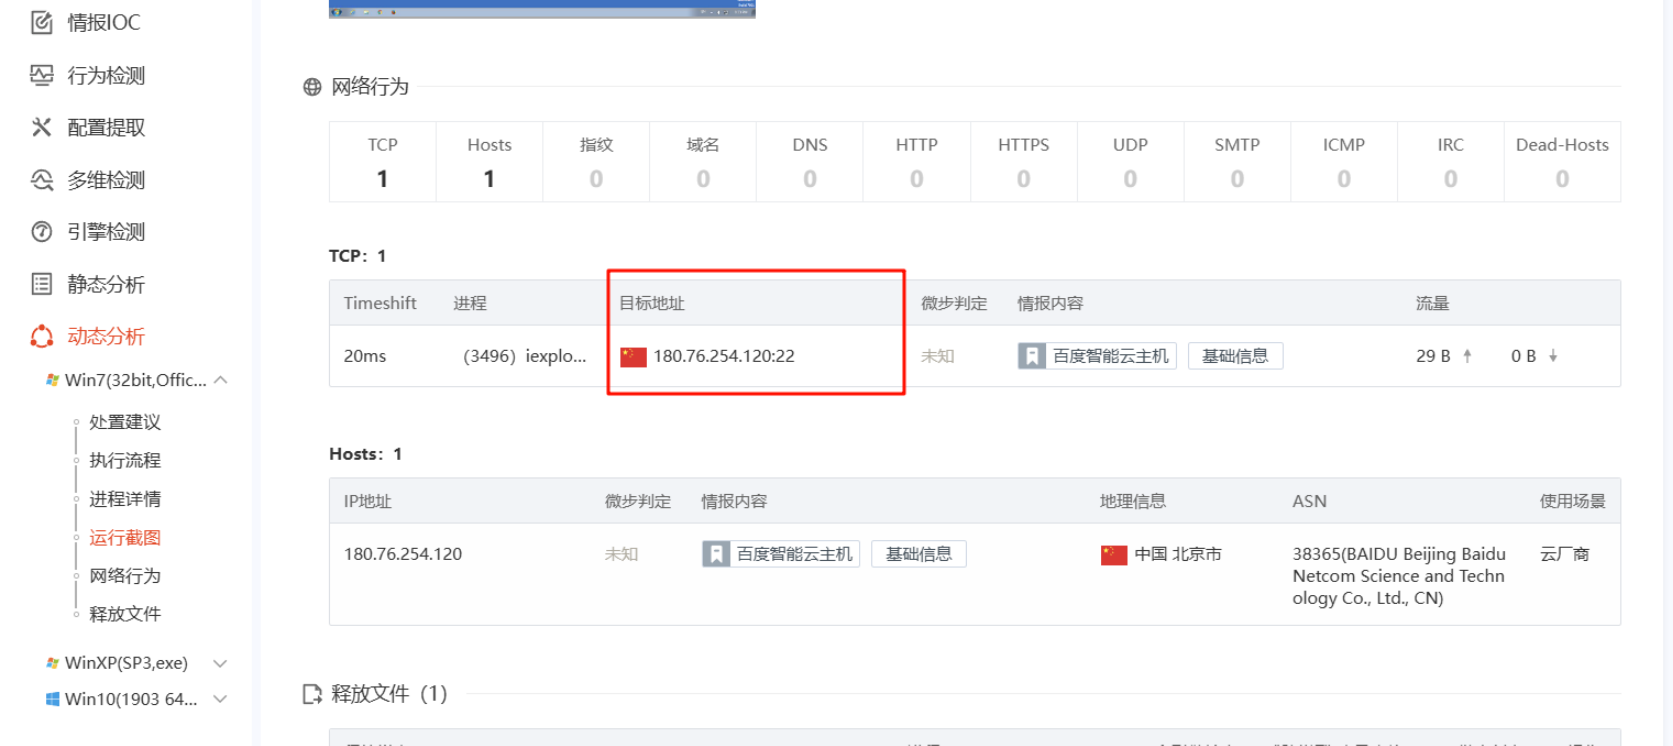 情报IOC
行为检测
配置提取
多维检测
引擎检测
静态分析
动态分析
Win7(32bit,Offic...
处置建议
执行流程
进程详情
运行截图
网络行为
释放文件
WinXP(SP3,exe)
Win10(1903 64...
网络行为
TCP Hosts 指纹 域名 DNS HTTP HTTPS UDP SMTP ICMP IRC Dead-Hosts
1 1 0 0 0 0 0 0 0 0 0 0
TCP: 1
Timeshift 进程 目标地址 微步判定 情报内容 流量
20ms (3496) iexplo... 180.76.254.120:22 未知 百度智能云主机 基础信息 29 B 0 B
Hosts: 1
IP地址 微步判定 情报内容 地理信息 ASN 使用场景
180.76.254.120 未知 百度智能云主机 基础信息 中国 北京市 38365(BAIDU Beijing Baidu 云厂商
Netcom Science and Techn
ology Co., Ltd., CN)
释放文件 (1)